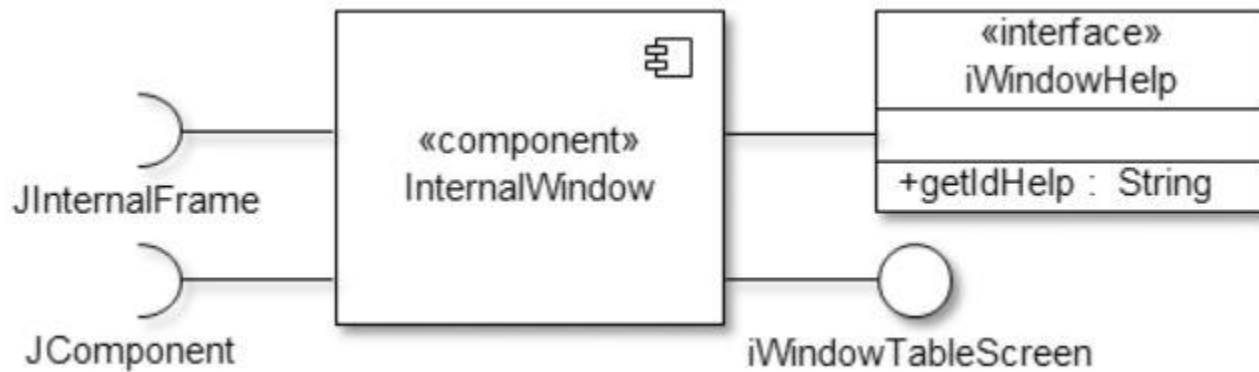 «interface»
iWindowHelp
«component»
InternalWindow
+getIdHelp : String
JInternalFrame
JComponent
iWindowTableScreen